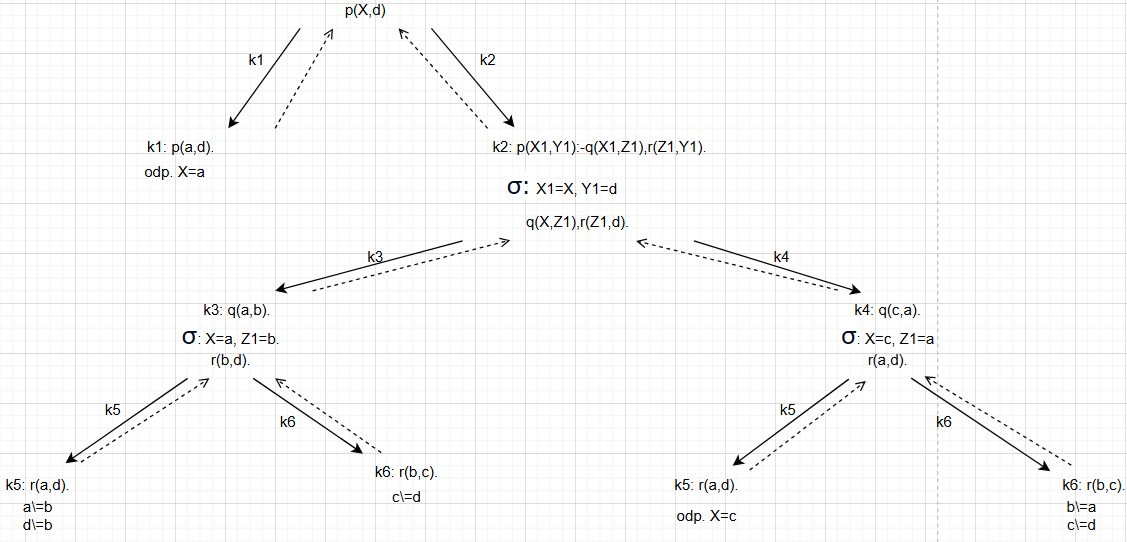 p(X,d)
k1
k2
k1: p(a,d).
odp. X=a
k2: p(X1,Y1):-q(X1,Z1),r(Z1,Y1).
σ: X1=X, Y1=d
q(X,Z1),r(Z1,d).
k3
k4
k3: q(a,b).
σ: X=a, Z1=b.
r(b,d).
k4: q(c,a).
σ: X=c, Z1=a
r(a,d).
k5
k6
k5
k6
k5: r(a,d).
a\=b
d\=b
k6: r(b,c).
c\=d
k5: r(a,d).
odp. X=c
k6: r(b,c).
b\=a
c\=d